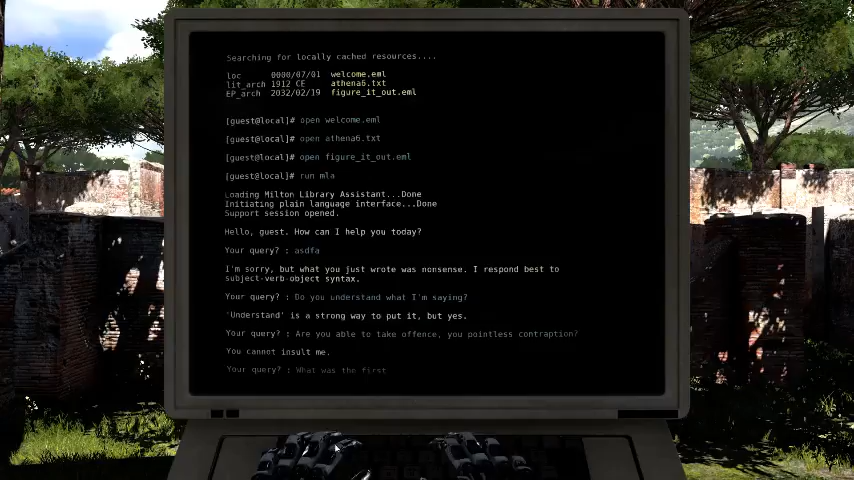 Searching for locally cached resources....
loc 0000/07/01 welcome.eml
lit_arch 1912 CE athena6.txt
EP_arch 2032/02/19 figure_it_out.eml
[guest@local]# open welcome.eml
[guest@local]# open athena6.txt
[guest@local]# open figure_it_out.eml
[guest@local]# run mla
Loading Milton Library Assistant...Done
Initiating plain language interface...Done
Support session opened.
Hello, guest. How can I help you today?
Your query? : asdfa
I'm sorry, but what you just wrote was nonsense. I respond best to
subject-verb-object syntax.
Your query? : Do you understand what I'm saying?
'Understand' is a strong way to put it, but yes.
Your query? : Are you able to take offence, you pointless contraption?
You cannot insult me.
Your query? : What was the first